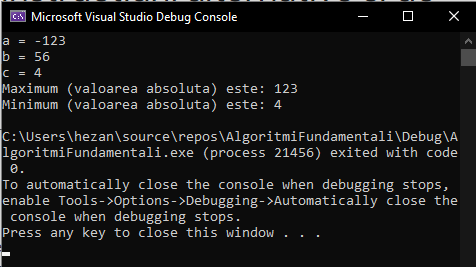 Microsoft Visual Studio Debug Console
a = -123
b = 56
c = 4
Maximum (valoarea absoluta) este: 123
Minimum (valoarea absoluta) este: 4
C:\Users\hezan\source\repos\AlgoritmiFundamentali\Debug\A
lgoritmiFundamentali.exe (process 21456) exited with code
 0.
To automatically close the console when debugging stops,
enable Tools->Options->Debugging->Automatically close the
 console when debugging stops.
Press any key to close this window . . .